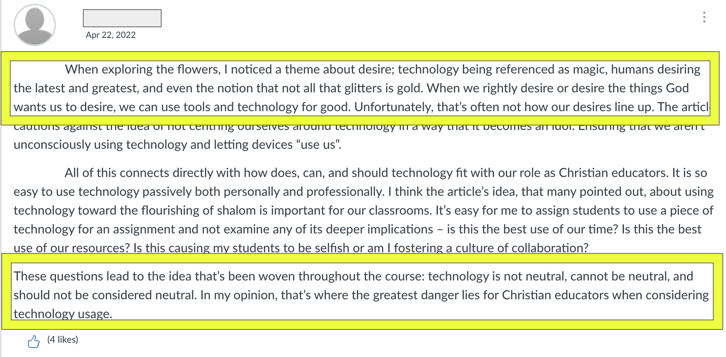 Apr 22, 2022
When exploring the flowers, I noticed a theme about desire; technology being referenced as magic, humans desiring
the latest and greatest, and even the notion that not all that glitters is gold. When we rightly desire or desire the things God
wants us to desire, we can use tools and technology for good. Unfortunately, that's often not how our desires line up. The articl
cautions against the idea of not centring ourselves around technology in a way that it becomes an idol. Ensuring that we aren't
unconsciously using technology and letting devices “use us”.
All of this connects directly with how does, can, and should technology fit with our role as Christian educators. It is so
easy to use technology passively both personally and professionally. I think the article's idea, that many pointed out, about using
technology toward the flourishing of shalom is important for our classrooms. It's easy for me to assign students to use a piece of
technology for an assignment and not examine any of its deeper implications – is this the best use of our time? Is this the best
use of our resources? Is this causing my students to be selfish or am I fostering a culture of collaboration?
These questions lead to the idea that's been woven throughout the course: technology is not neutral, cannot be neutral, and
should not be considered neutral. In my opinion, that's where the greatest danger lies for Christian educators when considering
technology usage.
(4 likes)